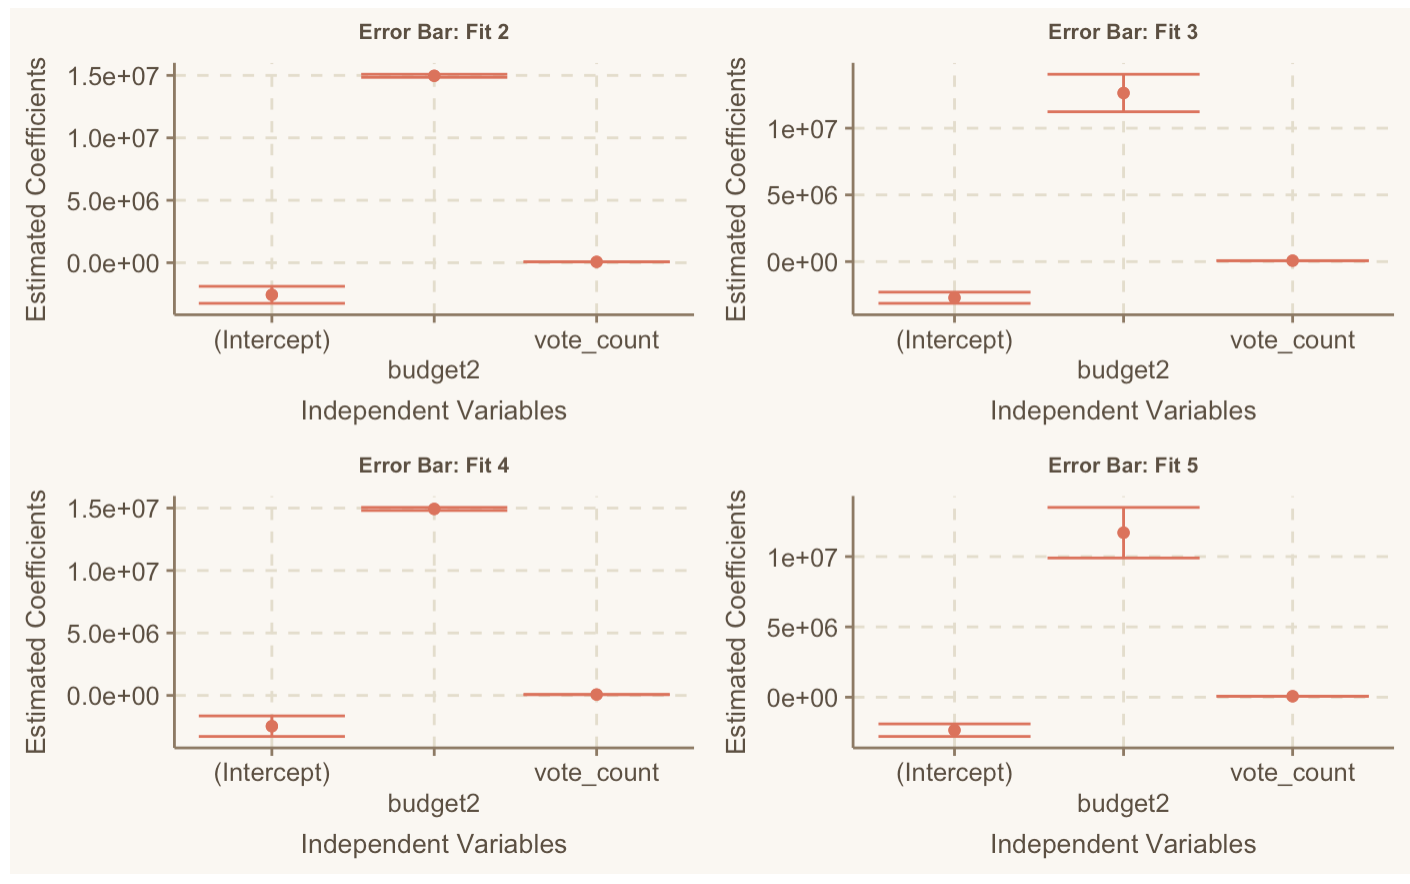 Error Bar: Fit 2
Estimated Coefficients
1.5e+07
1.0e+07
5.0e+06
0.0e+00
(Intercept)
budget2
vote_count
Independent Variables
Error Bar: Fit 3
Estimated Coefficients
1e+07
5e+06
0e+00
(Intercept)
budget2
vote_count
Independent Variables
Error Bar: Fit 4
Estimated Coefficients
1.5e+07
1.0e+07
5.0e+06
0.0e+00
(Intercept)
budget2
vote_count
Independent Variables
Error Bar: Fit 5
Estimated Coefficients
1e+07
5e+06
0e+00
(Intercept)
budget2
vote_count
Independent Variables